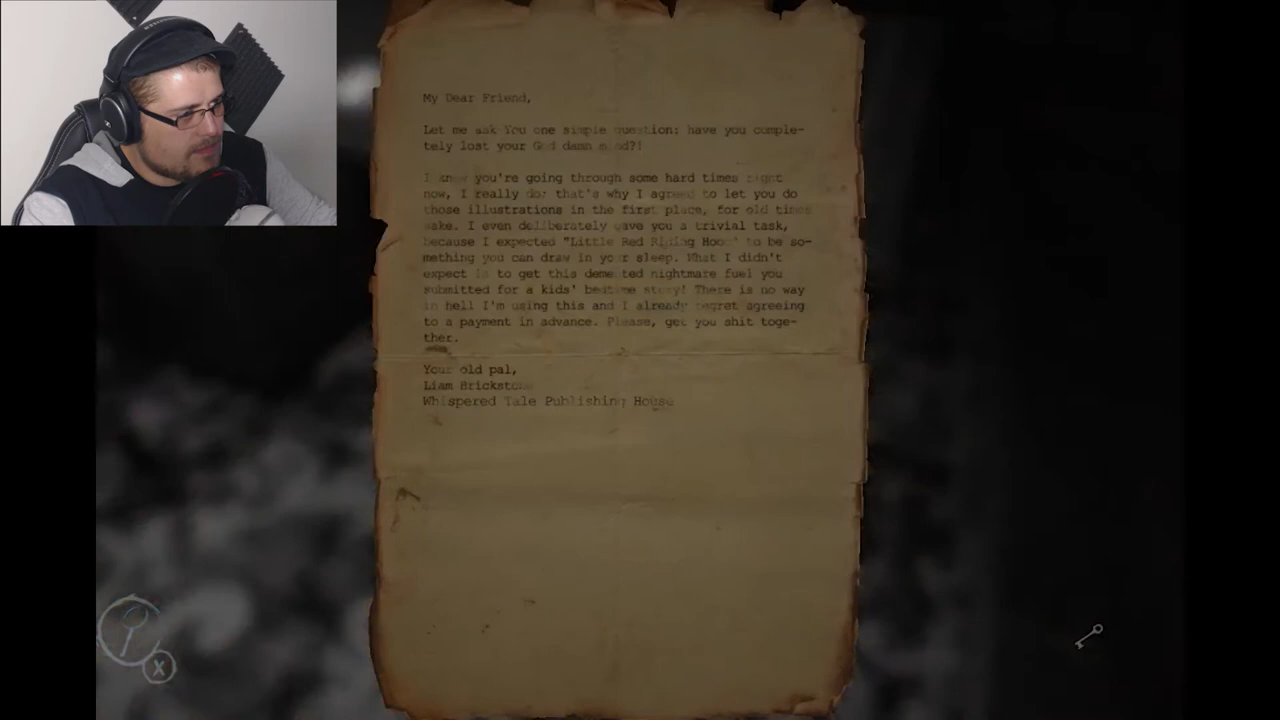 My Dear Friend,
Let me ask You one simple question: have you comple-
tely lost your God damn mind?!
I know you're going through some hard times right
now, I really do; that's why I agreed to let you do
those illustrations in the first place, for old times
sake. I even deliberately gave you a trivial task,
because I expected "Little Red Riding Hood" to be so-
mething you can draw in your sleep. What I didn't
expect is to get this demented nightmare fuel you
submitted for a kids' bedtime story! There is no way
in hell I'm using this and I already regret agreeing
to a payment in advance. Please, get you shit toge-
ther.
Your old pal,
Liam Brickstone
Whispered Tale Publishing House
X